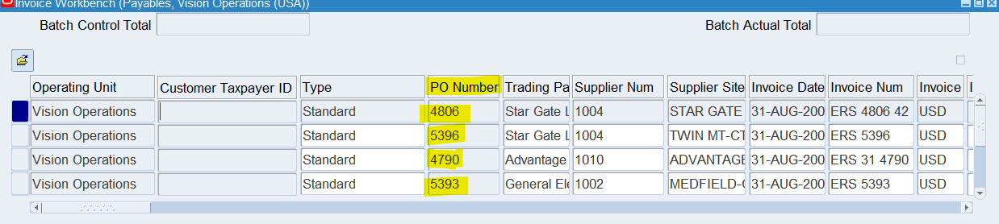 Invoice Workbench (Payables, Vision Operations (USA))
Batch Control Total Batch Actual Total
Operating Unit Customer Taxpayer ID Type PO Number Trading Pa Supplier Num Supplier Site Invoice Date Invoice Num Invoice
Vision Operations Standard 4806 Star Gate L 1004 STAR GATE 31-AUG-200 ERS 4806 42 USD
Vision Operations Standard 5396 Star Gate L 1004 TWIN MT-CT 31-AUG-200 ERS 5396 USD
Vision Operations Standard 4790 Advantage 1010 ADVANTAGE 31-AUG-200 ERS 31 4790 USD
Vision Operations Standard 5393 General Ele 1002 MEDFIELD- 31-AUG-200 ERS 5393 USD